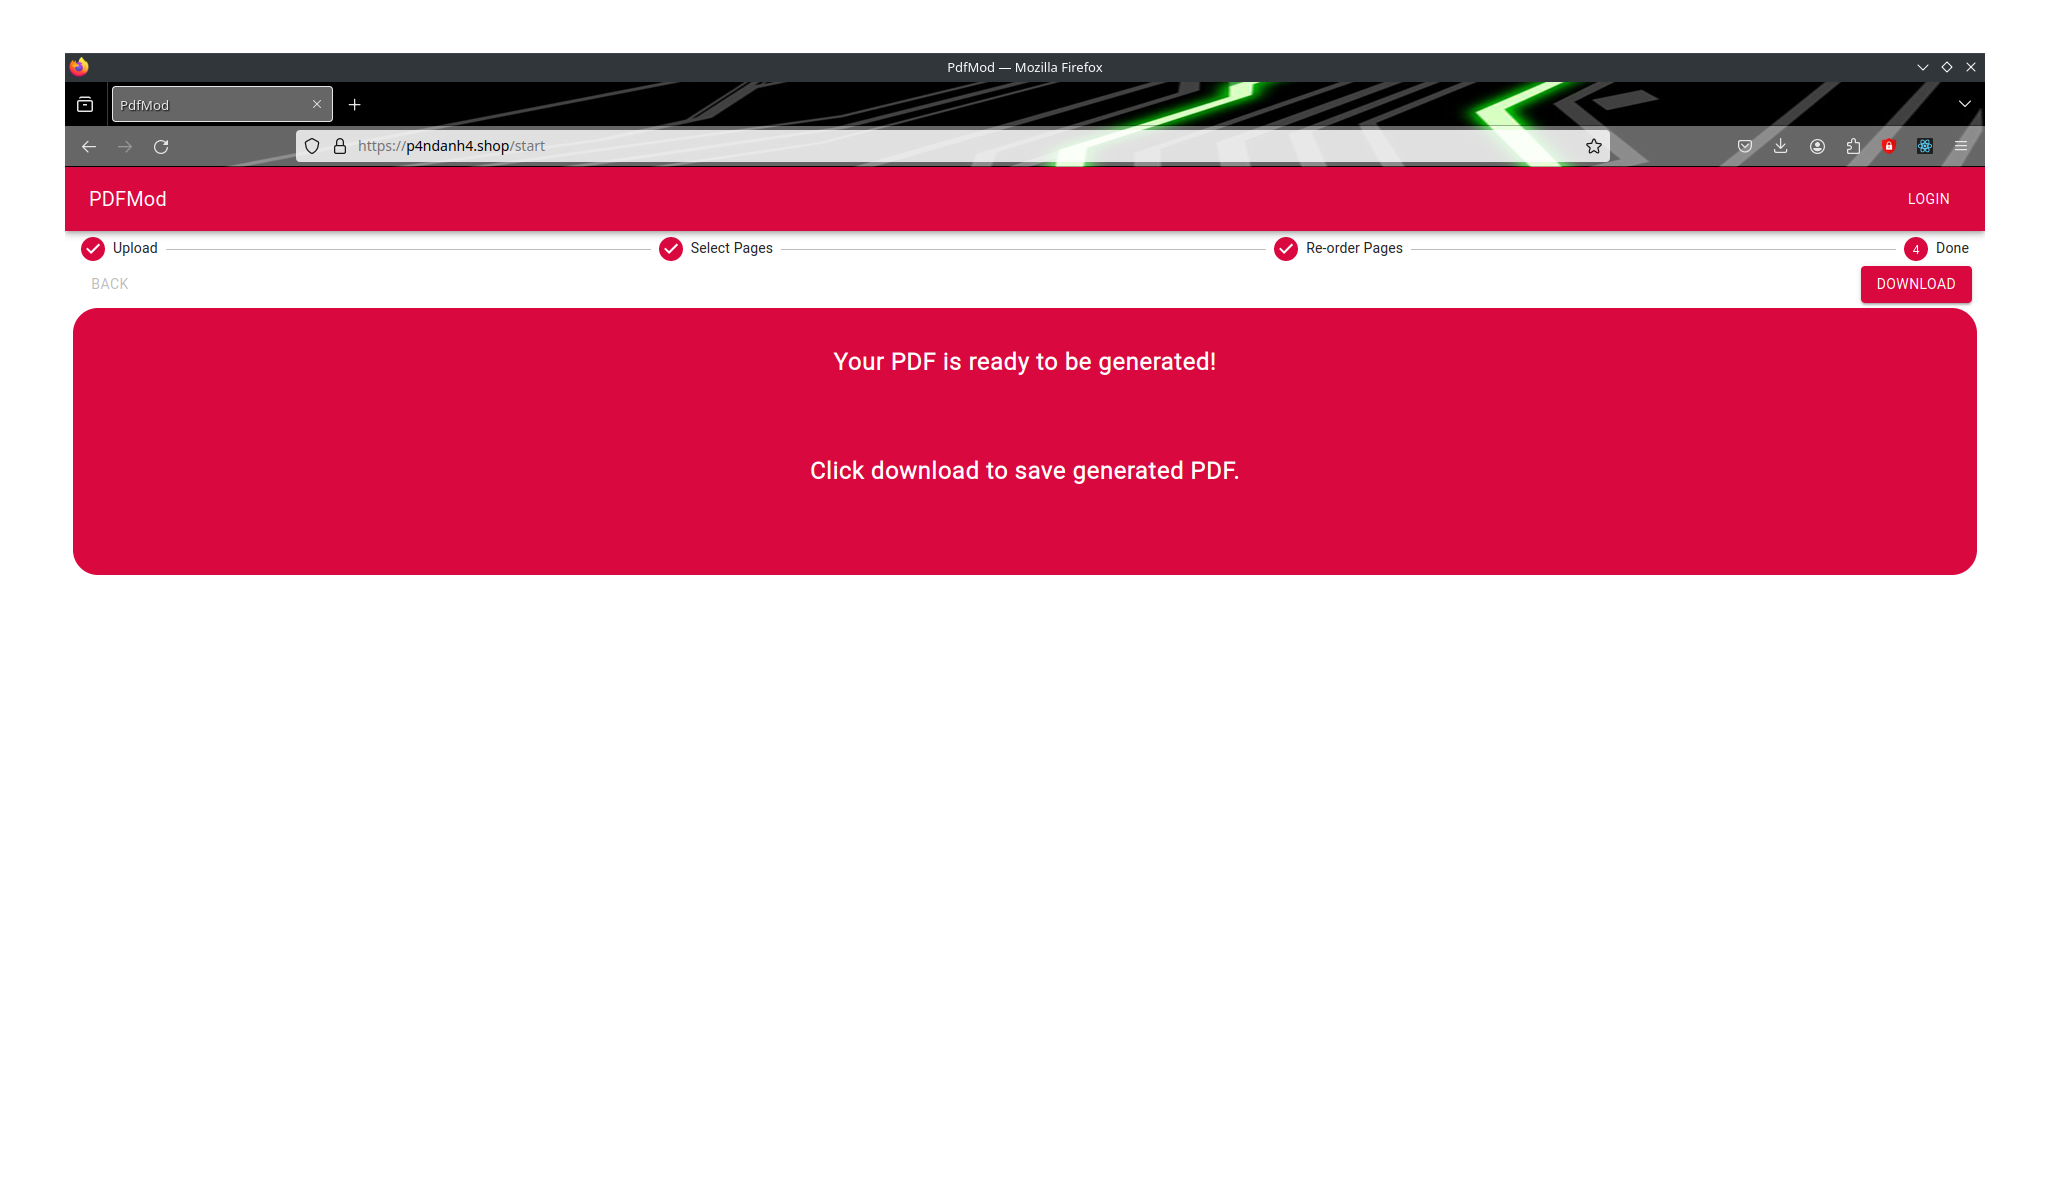 PdfMod — Mozilla Firefox
PdfMod
https://p4ndanh4.shop/start
PDFMod LOGIN
Upload Select Pages Re-order Pages 4 Done
BACK DOWNLOAD
Your PDF is ready to be generated!
Click download to save generated PDF.